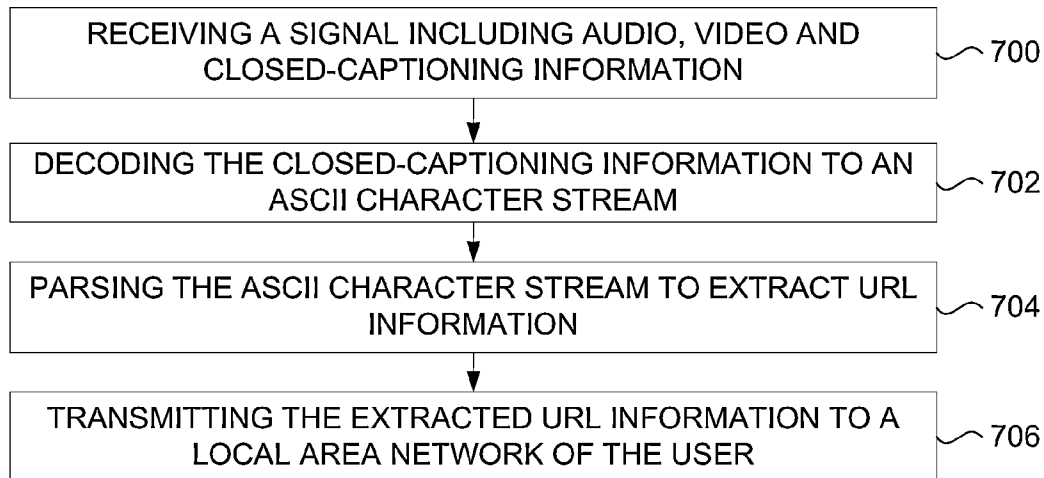 RECEIVING A SIGNAL INCLUDING AUDIO, VIDEO AND
CLOSED-CAPTIONING INFORMATION
700
DECODING THE CLOSED-CAPTIONING INFORMATION TO AN
ASCII CHARACTER STREAM
702
PARSING THE ASCII CHARACTER STREAM TO EXTRACT URL
INFORMATION
704
TRANSMITTING THE EXTRACTED URL INFORMATION TO A
LOCAL AREA NETWORK OF THE USER
706